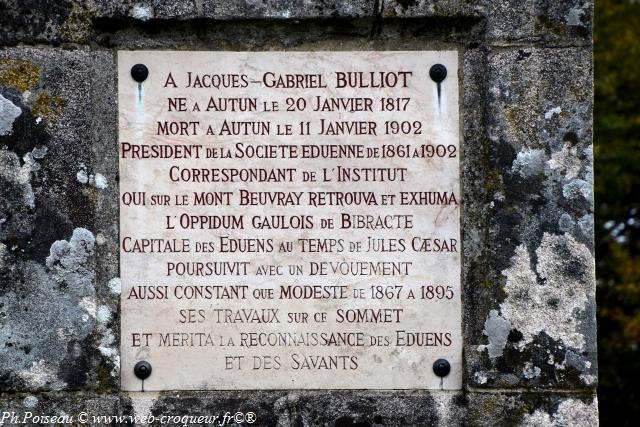 A JACQUES-GABRIEL BULLIOT
NE A AUTUN LE 20 JANVIER 1817
MORT A AUTUN LE 11 JANVIER 1902
PRESIDENT DE LA SOCIETE EDUENNE DE 1861 A 1902
CORRESPONDANT DE L'INSTITUT
QUI SUR LE MONT BEUVRAY RETROUVA ET EXHUMA
L'OPPIDUM GAULOIS DE BIBRACTE
CAPITALE DES EDUENS AU TEMPS DE JULES CÆSAR
POURSUIVIT AVEC UN DEVOUEMENT
AUSSI CONSTANT QUE MODESTE DE 1867 A 1895
SES TRAVAUX SUR CE SOMMET
ET MERITA LA RECONNAISSANCE DES EDUENS
ET DES SAVANTS
Ph Poiseau © www.web-croqueur.fr ©